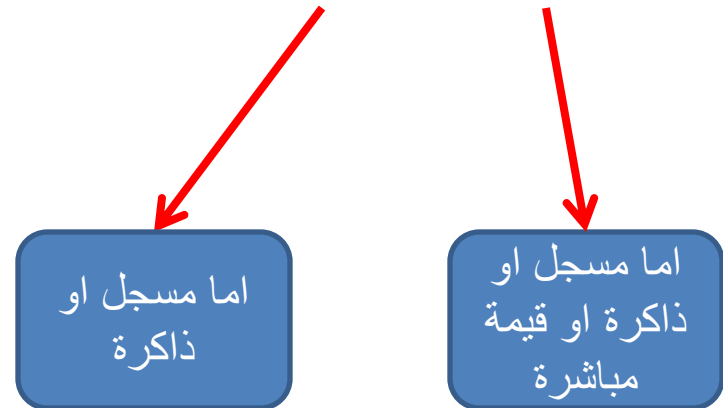 اما مسجل او
ذاكرة او قيمة
مباشرة
اما مسجل او
ذاكرة